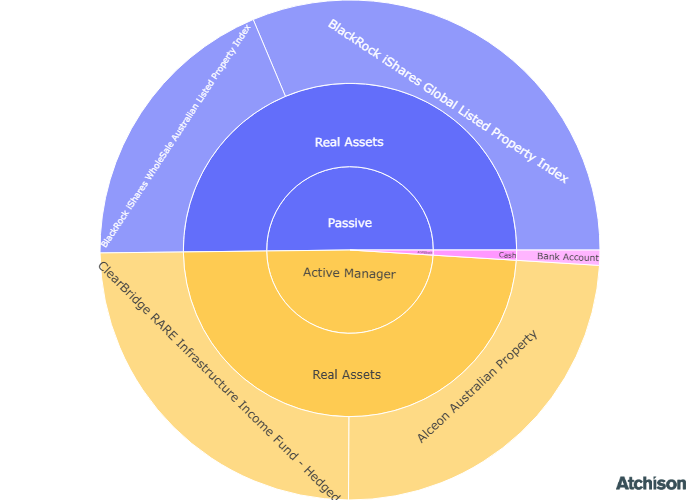 BlackRock iShares WholeSale Australian Listed Property Index
BlackRock iShares Global Listed Property Index
Real Assets
Passive
Cash
Bank Account
Active Manager
Real Assets
ClearBridge RARE Infrastructure Income Fund - Hedged
Alceon Australian Property
Atchison